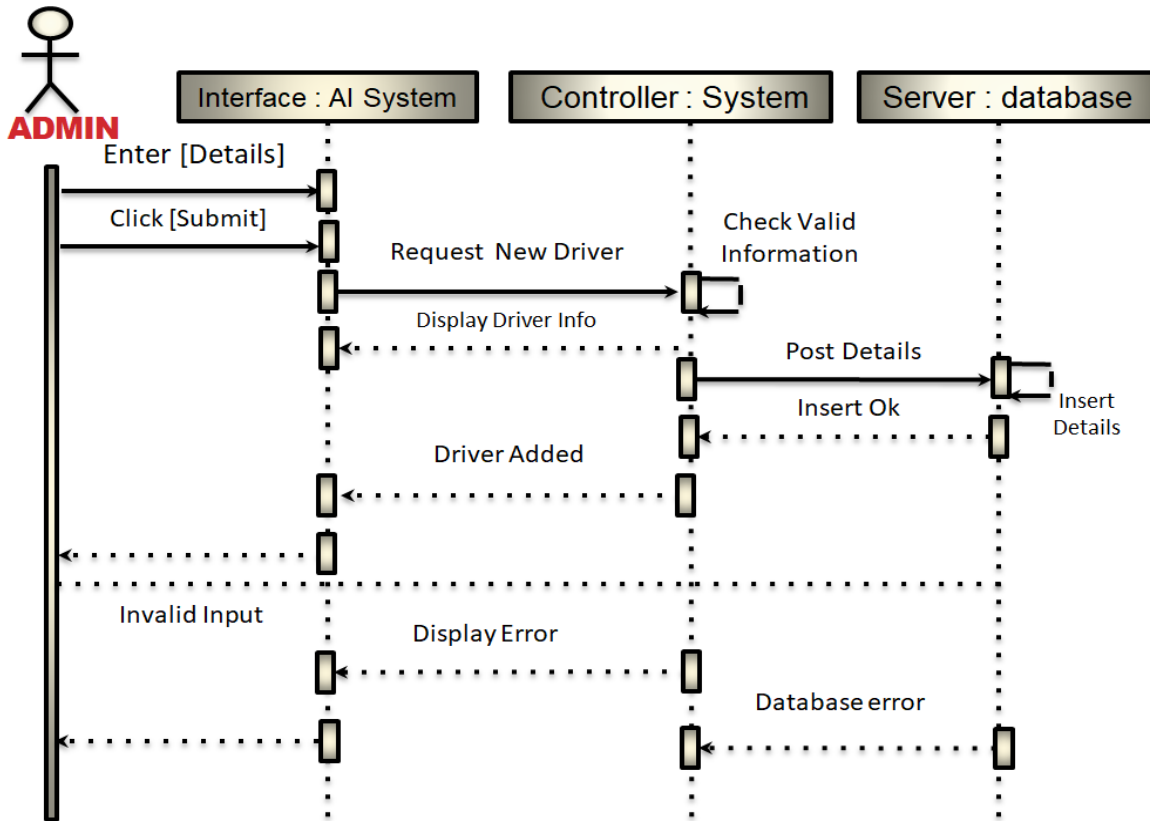 ADMIN
Interface : AI System
Controller : System
Server : database
Enter [Details]
Click [Submit]
Request New Driver
Check Valid
Information
Display Driver Info
Post Details
Insert
Details
Insert Ok
Driver Added
Invalid Input
Display Error
Database error